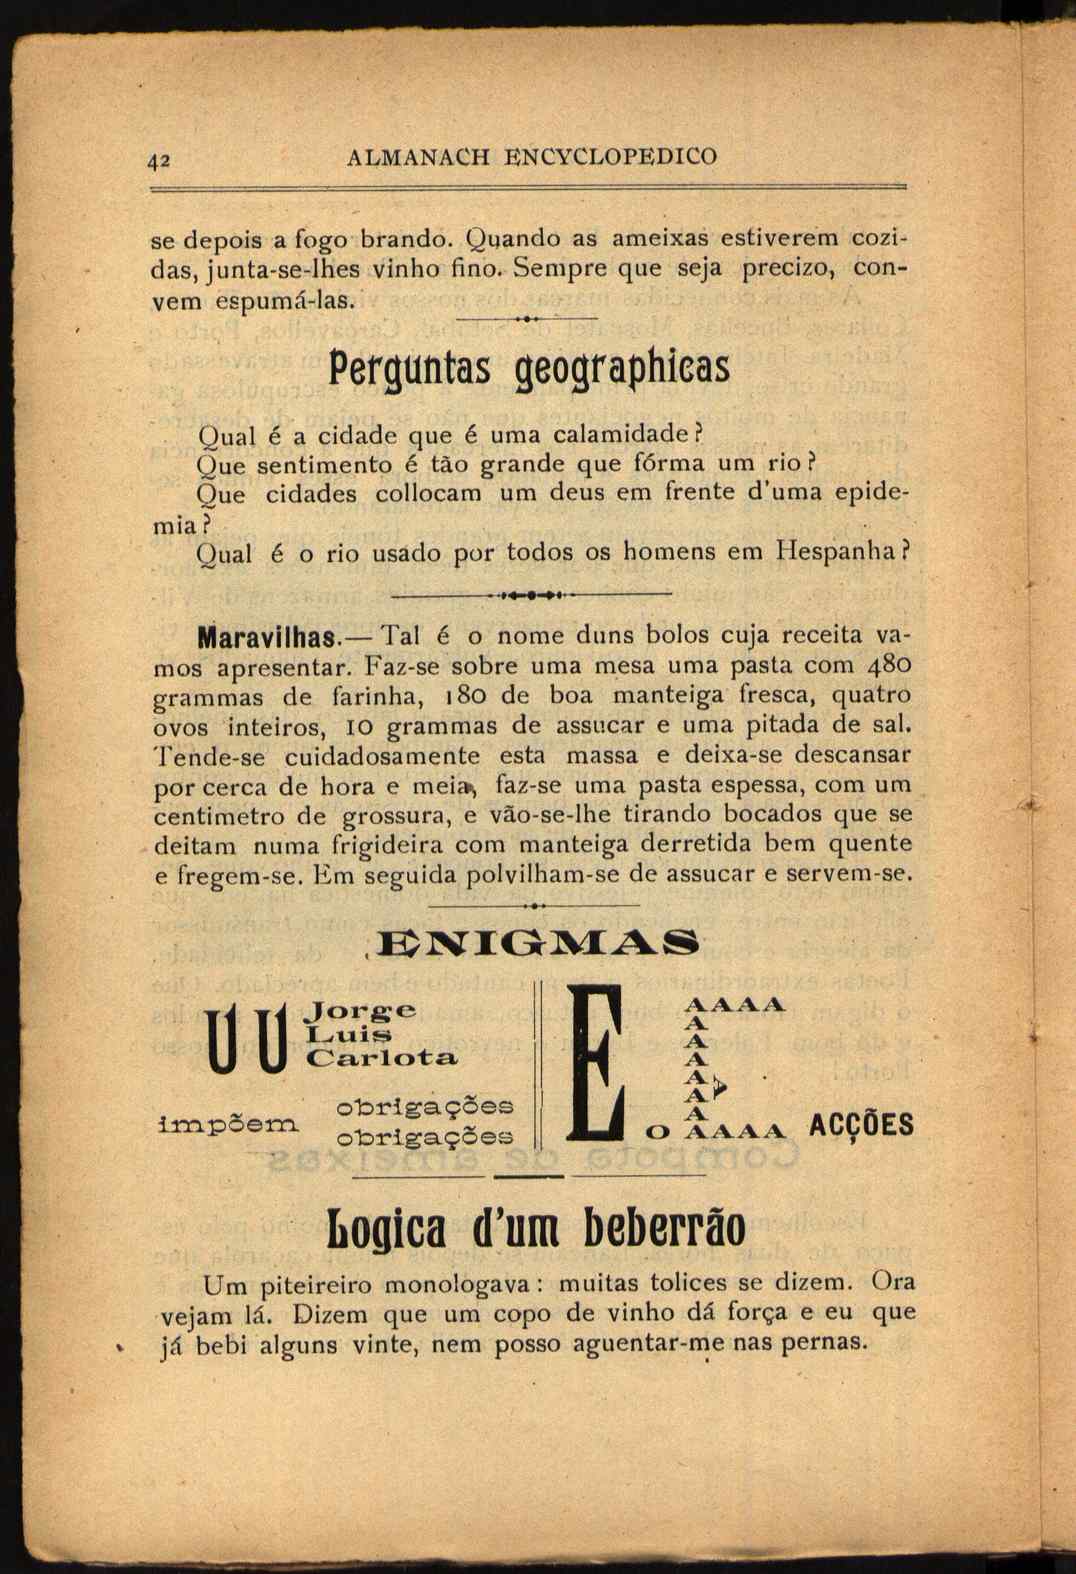 42
ALMANACH ENCYCLOPEDICO
se depois a fogo brando. Quando as ameixas estiverem cozi-
das, junta-se-lhes vinho fino. Sempre que seja precizo, con-
vem espumá-las.
Perguntas geographicas
Qual é a cidade que é uma calamidade?
Que sentimento é tão grande que fórma um rio?
Que cidades collocam um deus em frente d'uma epide-
mia?
Qual é o rio usado por todos os homens em Hespanha?
Maravilhas.— Tal é o nome duns bolos cuja receita va-
mos apresentar. Faz-se sobre uma mesa uma pasta com 480
grammas de farinha, 180 de boa manteiga fresca, quatro
ovos inteiros, 10 grammas de assucar e uma pitada de sal.
Tende-se cuidadosamente esta massa e deixa-se descansar
por cerca de hora e meia, faz-se uma pasta espessa, com um
centimetro de grossura, e vão-se-lhe tirando bocados que se
deitam numa frigideira com manteiga derretida bem quente
e fregem-se. Em seguida polvilham-se de assucar e servem-se.
ENIGMAS
U U Jorge
Luis
Carlota
impõem obrigações
obrigações
E
AAAA
A
A
A
A
A
A
O AAAA ACÇÕES
Logica d'um beberrão
Um piteireiro monologava: muitas tolices se dizem. Ora
vejam lá. Dizem que um copo de vinho dá força e eu que
já bebi alguns vinte, nem posso aguentar-me nas pernas.